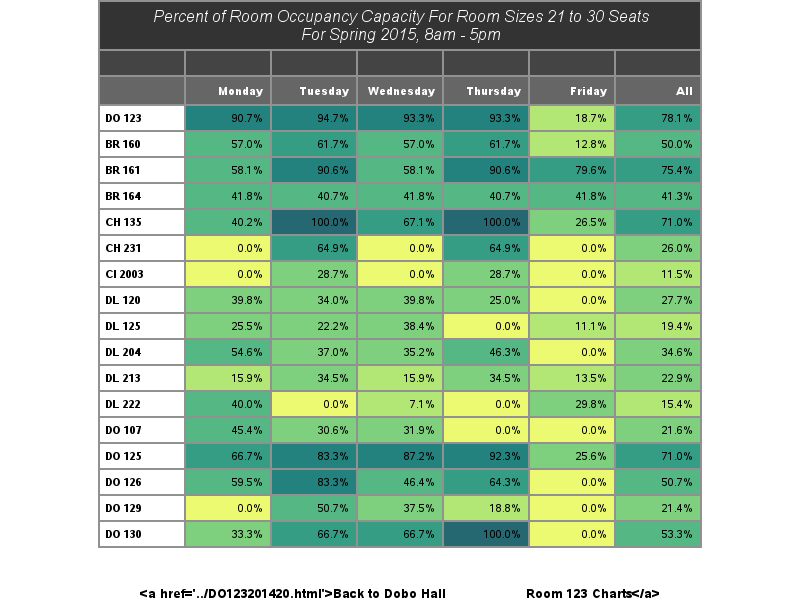 Percent of Room Occupancy Capacity For Room Sizes 21 to 30 Seats
For Spring 2015, 8am - 5pm
Monday Tuesday Wednesday Thursday Friday All
DO 123 90.7% 94.7% 93.3% 93.3% 18.7% 78.1%
BR 160 57.0% 61.7% 57.0% 61.7% 12.8% 50.0%
BR 161 58.1% 90.6% 58.1% 90.6% 79.6% 75.4%
BR 164 41.8% 40.7% 41.8% 40.7% 41.8% 41.3%
CH 135 40.2% 100.0% 67.1% 100.0% 26.5% 71.0%
CH 231 0.0% 64.9% 0.0% 64.9% 0.0% 26.0%
CI 2003 0.0% 28.7% 0.0% 28.7% 0.0% 11.5%
DL 120 39.8% 34.0% 39.8% 25.0% 0.0% 27.7%
DL 125 25.5% 22.2% 38.4% 0.0% 11.1% 19.4%
DL 204 54.6% 37.0% 35.2% 46.3% 0.0% 34.6%
DL 213 15.9% 34.5% 15.9% 34.5% 13.5% 22.9%
DL 222 40.0% 0.0% 7.1% 0.0% 29.8% 15.4%
DO 107 45.4% 30.6% 31.9% 0.0% 0.0% 21.6%
DO 125 66.7% 83.3% 87.2% 92.3% 25.6% 71.0%
DO 126 59.5% 83.3% 46.4% 64.3% 0.0% 50.7%
DO 129 0.0% 50.7% 37.5% 18.8% 0.0% 21.4%
DO 130 33.3% 66.7% 66.7% 100.0% 0.0% 53.3%
<a href='../DO123201420.html'>Back to Dobo Hall Room 123 Charts</a>